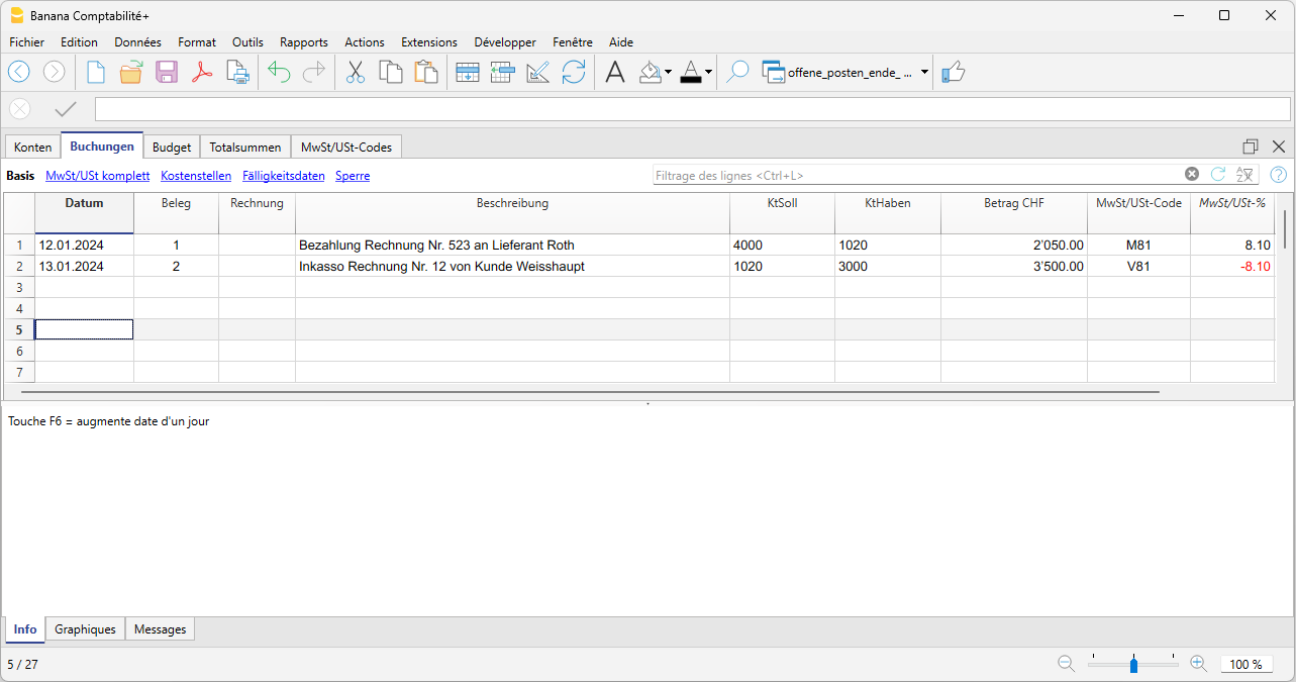 Banana Comptabilité+
Fichier Edition Données Format Outils Rapports Actions Extensions Développer Fenêtre Aide
offene_posten_ende_ ...
Konten Buchungen Budget Totalsummen MwSt/USt-Codes
Basis MwSt/USt komplett Kostenstellen Fälligkeitsdaten Sperre Filtrage des lignes <Ctrl+L>
Datum Beleg Rechnung Beschreibung KtSoll KtHaben Betrag CHF MwSt/USt-Code MwSt/USt-%
1 12.01.2024 1 Bezahlung Rechnung Nr. 523 an Lieferant Roth 4000 1020 2'050.00 M81 8.10
2 13.01.2024 2 Inkasso Rechnung Nr. 12 von Kunde Weisshaupt 1020 3000 3'500.00 V81 -8.10
3
4
5
6
7
Touche F6 = augmente date d'un jour
Info Graphiques Messages
5 / 27 100 %